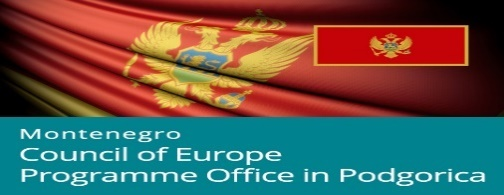 Montenegro
Council of Europe
Programme Office in Podgorica